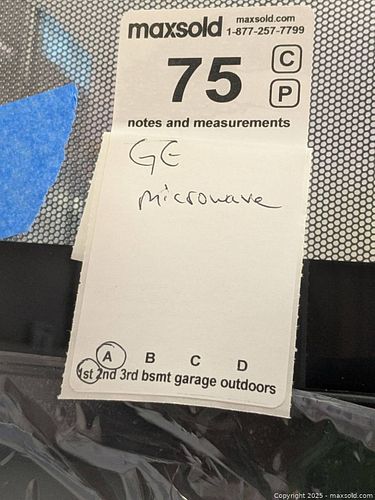 maxsold maxsold.com
1-877-257-7799
75 C
P
notes and measurements
GE
microwave
A B C D
1st 2nd 3rd bsmt garage outdoors
Copyright 2025 - maxsold.com